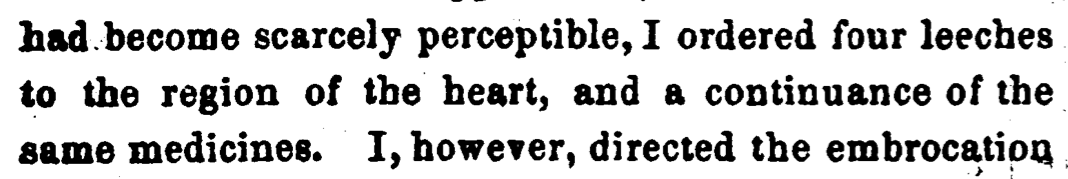 had become scarcely perceptible, I ordered four leeches
to the region of the heart, and a continuance of the
same medicines. I, however, directed the embrocation